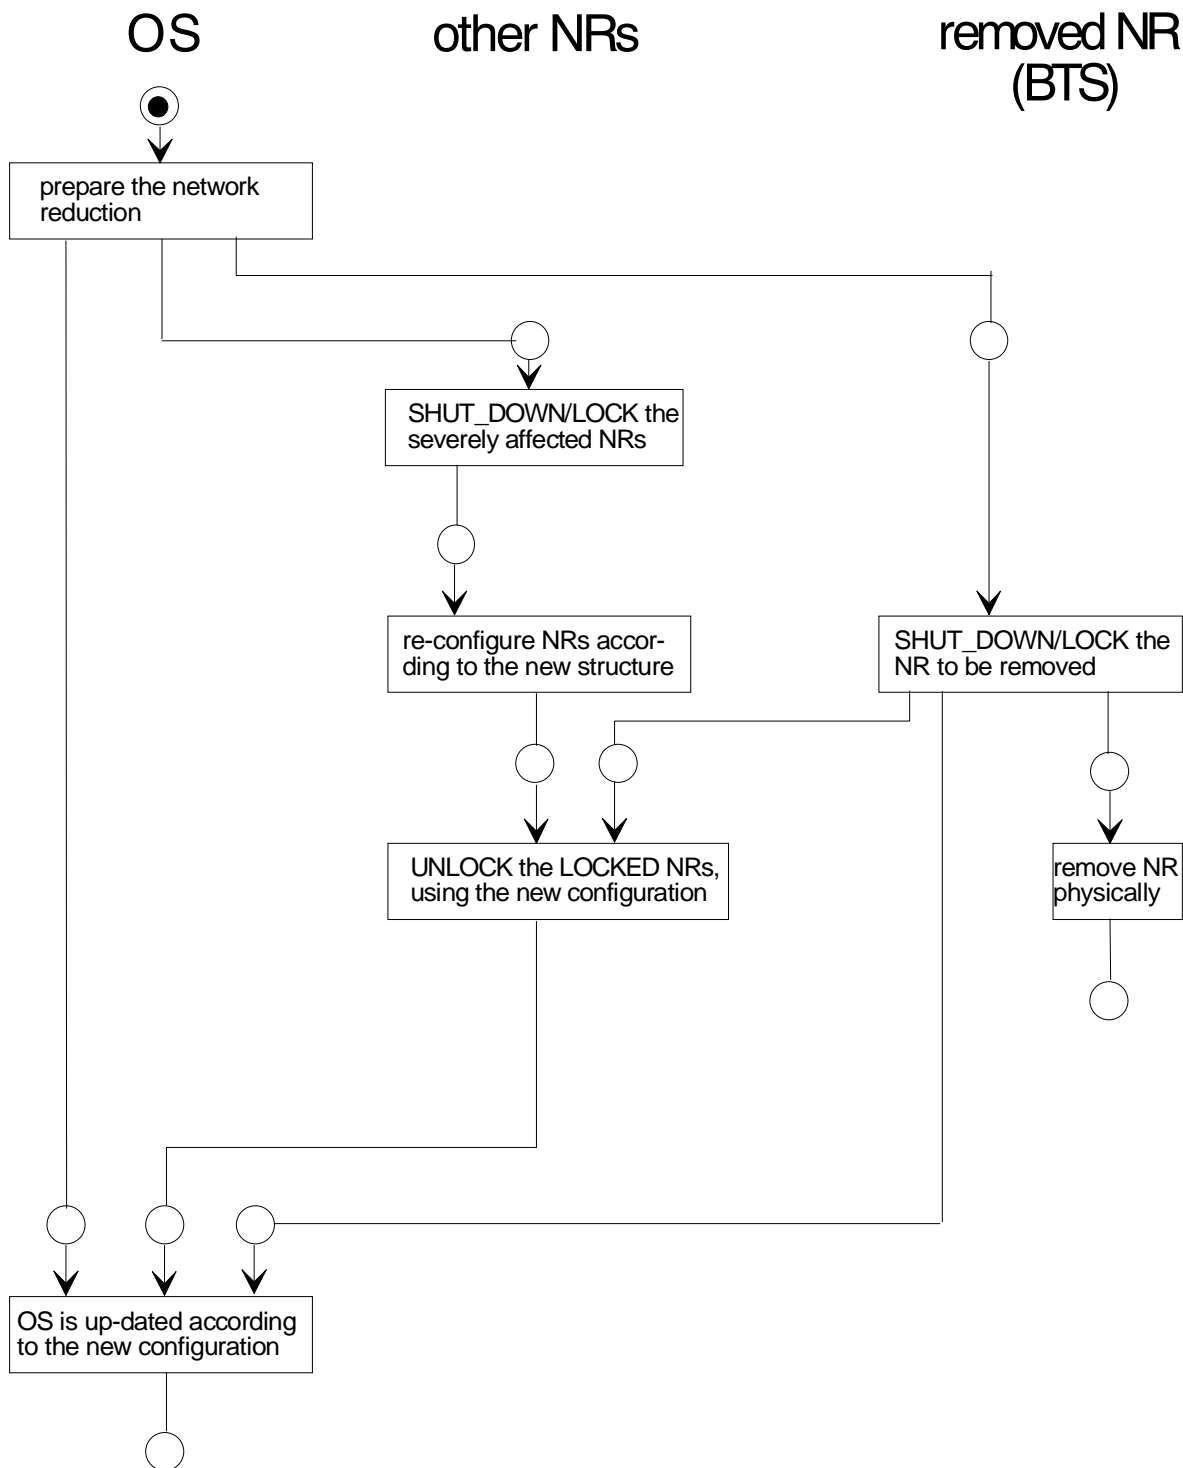 OS
other NRs
removed NR
(BTS)
prepare the network
reduction
SHUT_DOWN/LOCK the
severely affected NRs
re-configure NRs accor-
ding to the new structure
SHUT_DOWN/LOCK the
NR to be removed
UNLOCK the LOCKED NRs,
using the new configuration
remove NR
physically
OS is up-dated according
to the new configuration